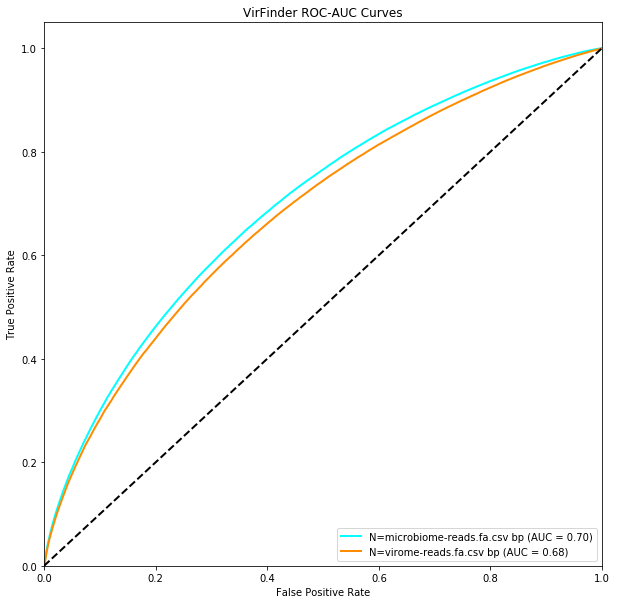 VirFinder ROC-AUC Curves
True Positive Rate
1.0
0.8
0.6
0.4
0.2
0.0
0.0
0.2
0.4
0.6
0.8
1.0
False Positive Rate
N=microbiome-reads.fa.csv bp (AUC = 0.70)
N=virome-reads.fa.csv bp (AUC = 0.68)